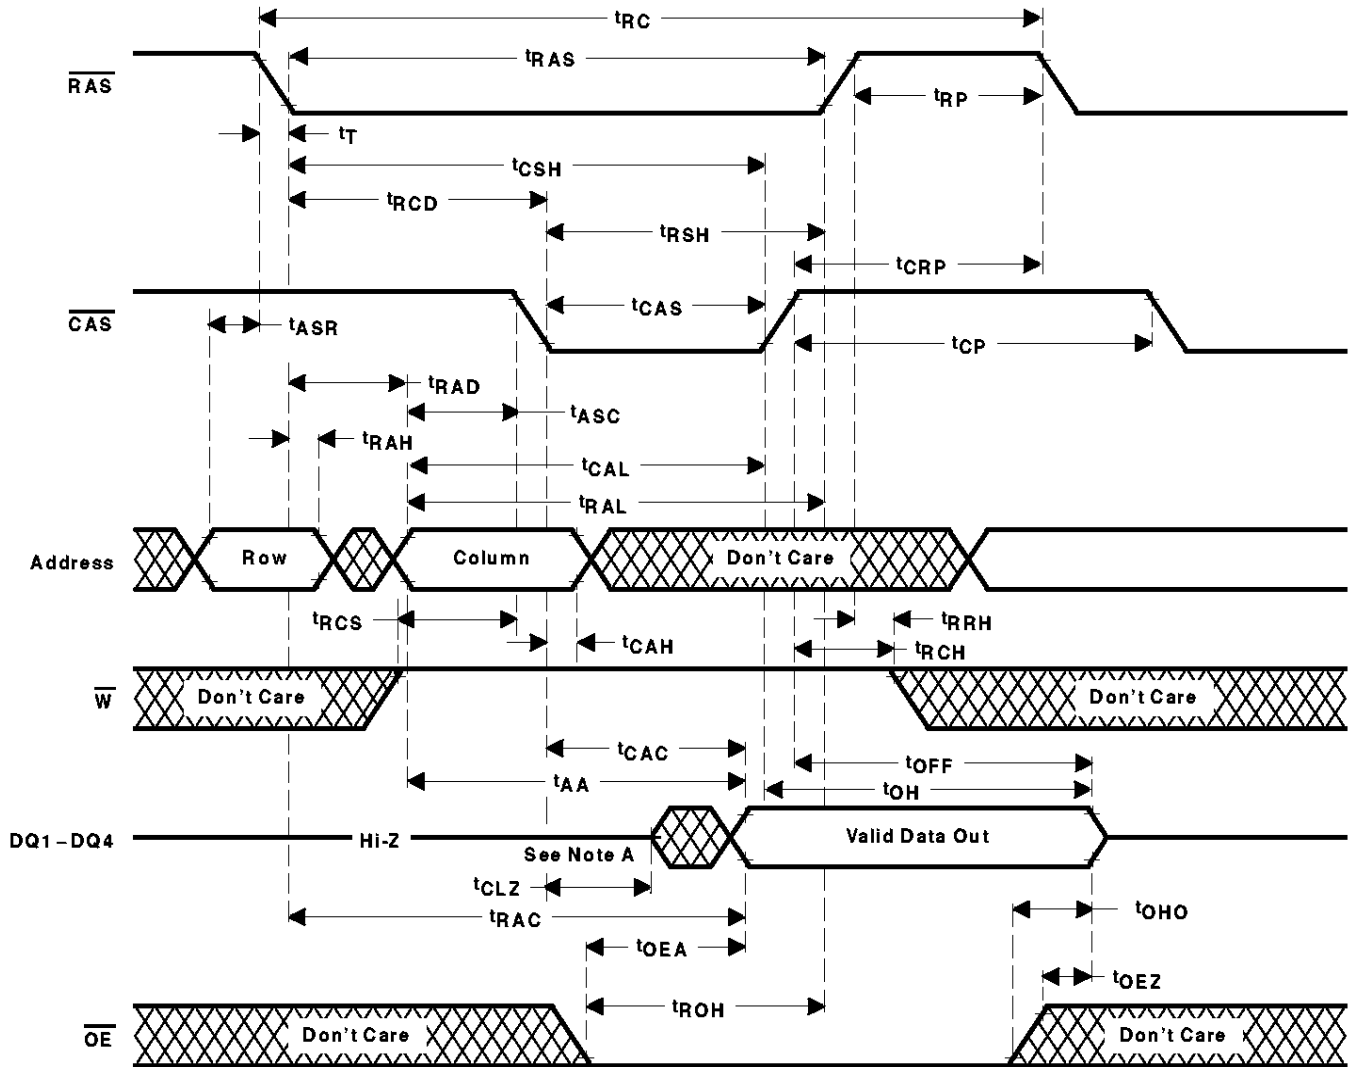 tRC
tRAS
RAS
tRP
tT
tCSH
tRCD
tRSH
tCRP
CAS
tCAS
tASR
tCP
tRAD
tASC
tRAH
tCAL
tRAL
Address
Row
Column
Don't Care
tRCS
tRRH
tCAH
tRCH
W
Don't Care
Don't Care
tCAC
tOFF
tAA
tOH
DQ1–DQ4
Hi-Z
Valid Data Out
See Note A
tCLZ
tRAC
tOHO
tOEA
tOEZ
tROH
OE
Don't Care
Don't Care